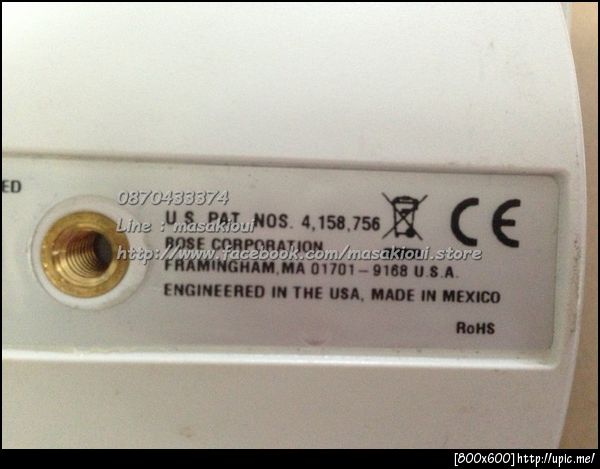 ED
0870433374
U.S. PAT. NOS. 4,158,756
Line : masakioui
BOSE CORPORATION
http://www.facebook.com/masakioui.store
FRAMINGHAM,MA 01701-9168 U.S.A.
ENGINEERED IN THE USA, MADE IN MEXICO
CE
RoHS
[800x600]http://upic.me/